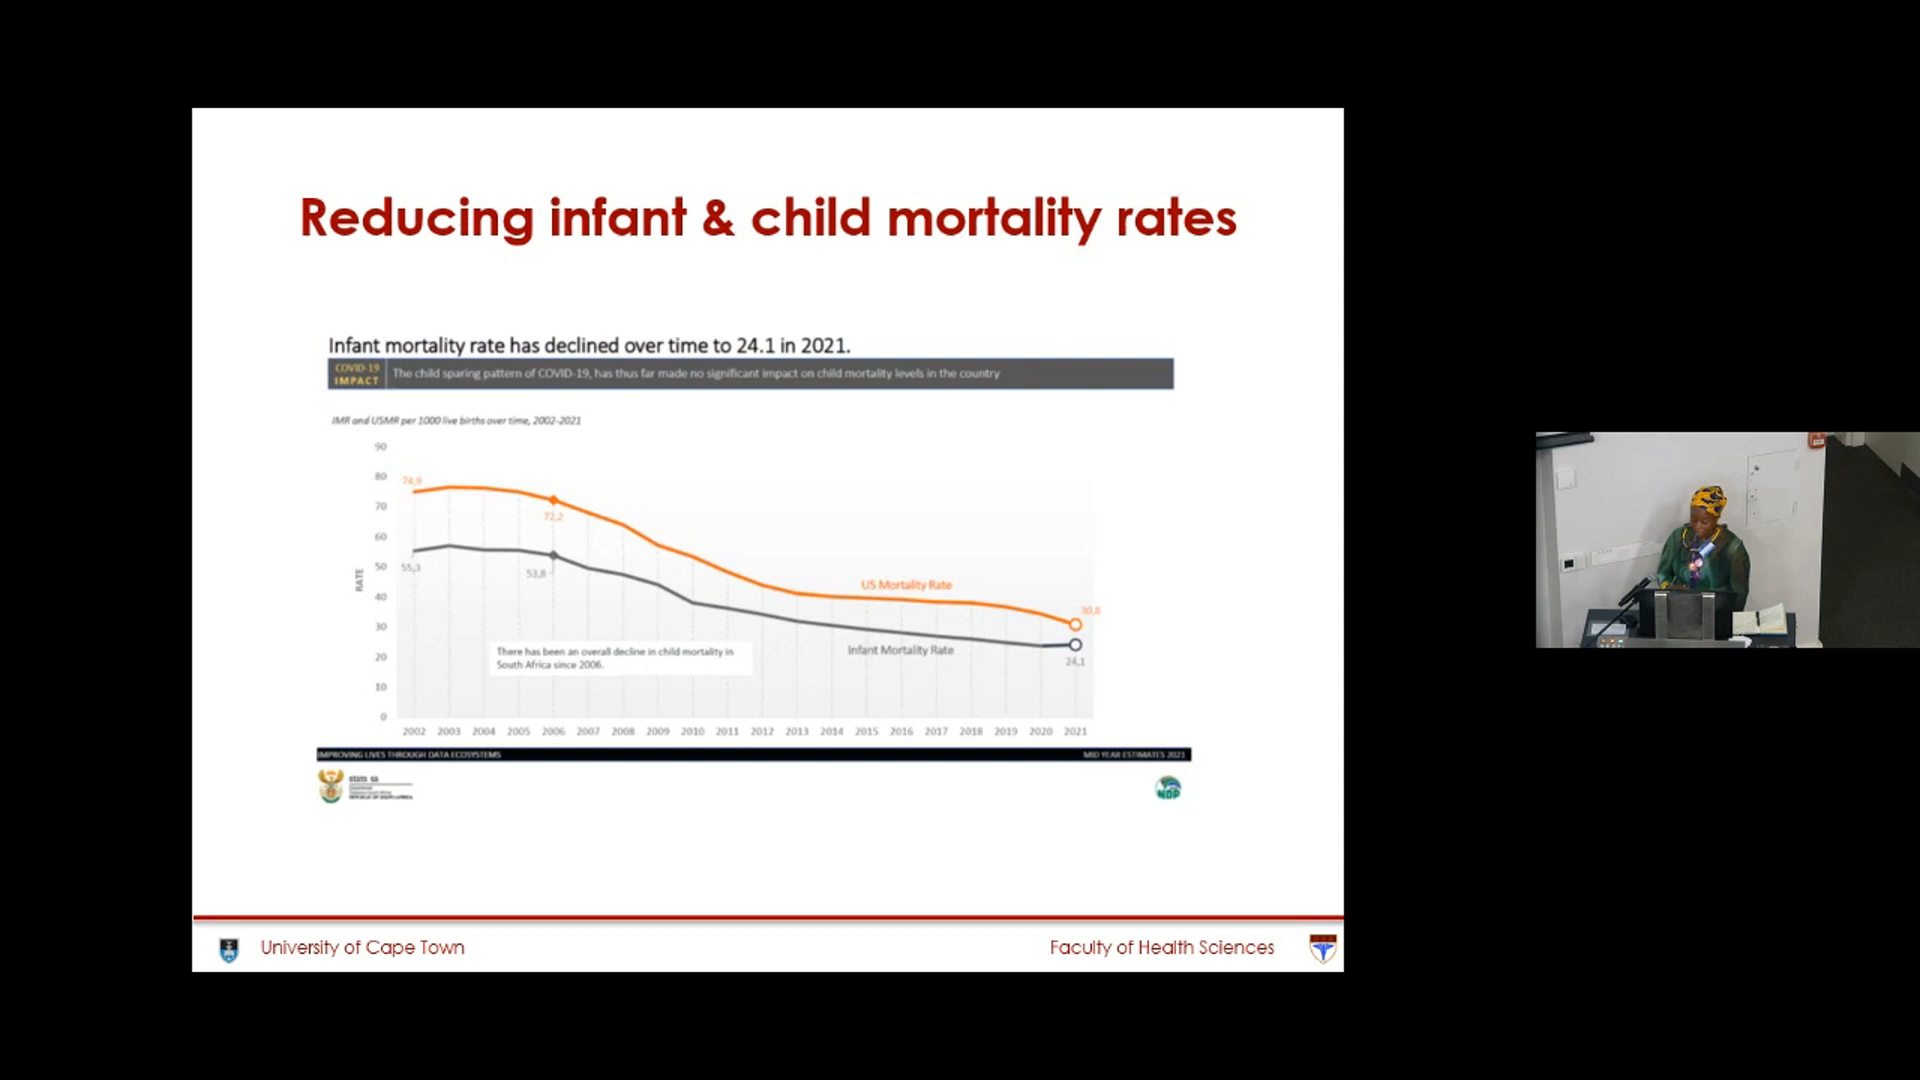 Reducing infant & child mortality rates
Infant mortality rate has declined over time to 24.1 in 2021.
COVID-19
IMPACT
The child sparing pattern of COVID-19, has thus far made no significant impact on child mortality levels in the country
IMR and U5MR per 1000 live births over time, 2002-2021
90
80
70
60
50
40
30
20
10
0
RATE
74,9
72,2
55,3
53,8
US Mortality Rate
30,8
Infant Mortality Rate
24,1
There has been an overall decline in child mortality in
South Africa since 2006.
2002 2003 2004 2005 2006 2007 2008 2009 2010 2011 2012 2013 2014 2015 2016 2017 2018 2019 2020 2021
IMPROVING LIVES THROUGH DATA ECOSYSTEMS
MID YEAR ESTIMATES 2021
stats sa
REPUBLIC OF SOUTH AFRICA
NDP
University of Cape Town
Faculty of Health Sciences